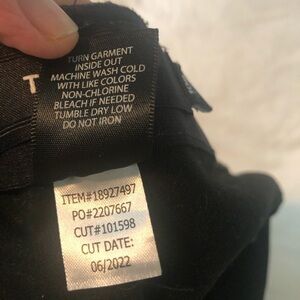 TURN GARMENT
INSIDE OUT
MACHINE WASH COLD
WITH LIKE COLORS
NON-CHLORINE
BLEACH IF NEEDED
TUMBLE DRY LOW
DO NOT IRON
T
ITEM#18927497
PO#2207667
CUT#101598
CUT DATE:
06/2022